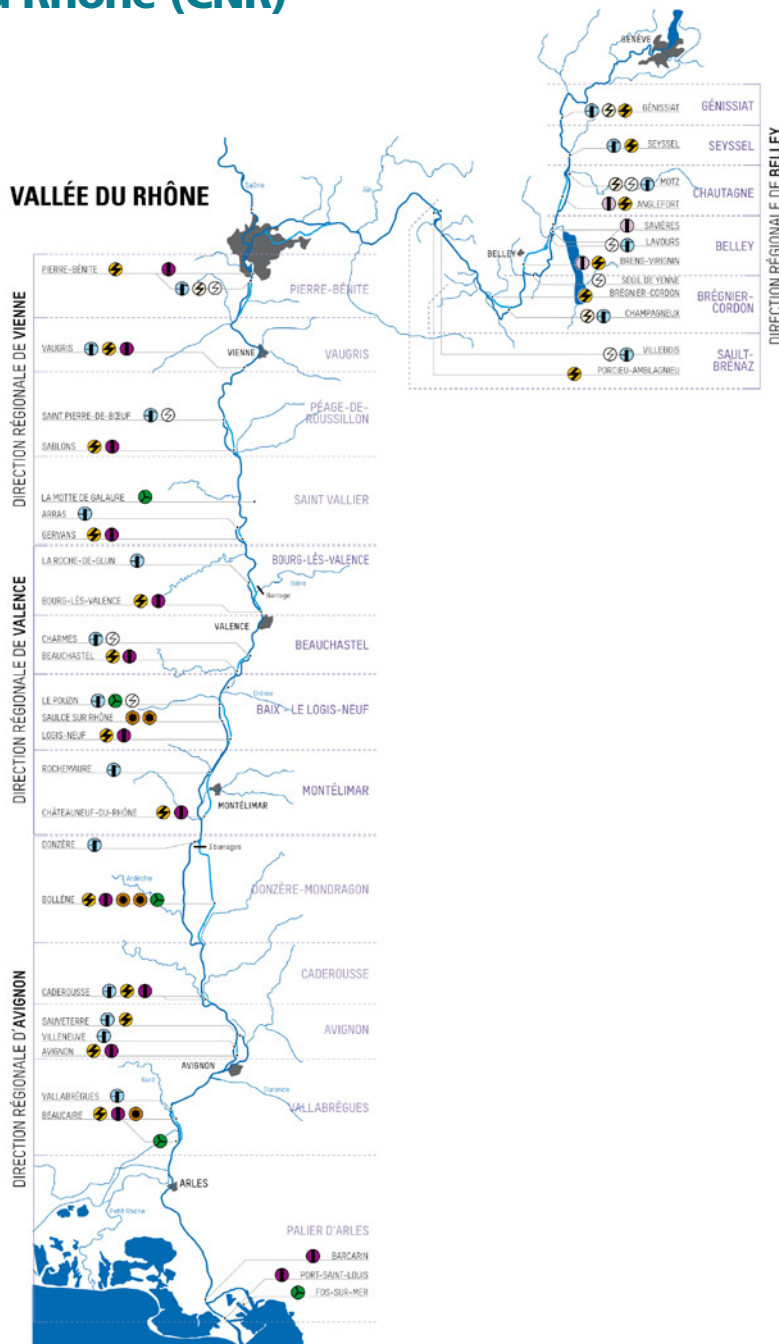 u Rhône (CNR)
VALLÉE DU RHÔNE
GENÈVE
GÉNISSIAT
GÉNISSIAT
SEYSSEL
SEYSSEL
MOTZ
CHAUTAGNE
ANGLEFORT
SAVIÈRES
LAVOURS
BELLEY
BELLEY
BRENS-VIRIGNIN
SEUIL DE YENNE
BRÉGNIER-CORDON
BRÉGNIER-
CORDON
CHAMPAGNEUX
VILLEBOIS
SAULT-
BRÉNAZ
PORCIEU-AMBLAGNIEU
DIRECTION RÉGIONALE DE BELLEY
Saône
Ain
DIRECTION RÉGIONALE DE VIENNE
PIERRE-BÉNITE
PIERRE-BÉNITE
VAUGRIS
VIENNE
VAUGRIS
SAINT PIERRE-DE-BŒUF
PÉAGE-DE-
ROUSSILLON
SABLONS
LA MOTTE DE GALAURE
SAINT VALLIER
ARRAS
GERVANS
DIRECTION RÉGIONALE DE VALENCE
LA ROCHE-DE-GLUN
BOURG-LÈS-VALENCE
Isère
Barrage
BOURG-LÈS-VALENCE
VALENCE
CHARMES
BEAUCHASTEL
BEAUCHASTEL
Drôme
LE POUZIN
BAIX - LE LOGIS-NEUF
SAULCE SUR RHÔNE
LOGIS-NEUF
ROCHEMAURE
MONTÉLIMAR
MONTÉLIMAR
CHÂTEAUNEUF-DU-RHÔNE
DIRECTION RÉGIONALE D'AVIGNON
DONZÈRE
3 barrages
Ardèche
DONZÈRE-MONDRAGON
BOLLÈNE
CADEROUSSE
CADEROUSSE
SAUVETERRE
AVIGNON
VILLENEUVE
AVIGNON
AVIGNON
Gard
Durance
VALLABRÈGUES
VALLABRÈGUES
BEAUCAIRE
ARLES
Petit Rhône
PALIER D'ARLES
BARCARIN
PORT-SAINT-LOUIS
FOS-SUR-MER